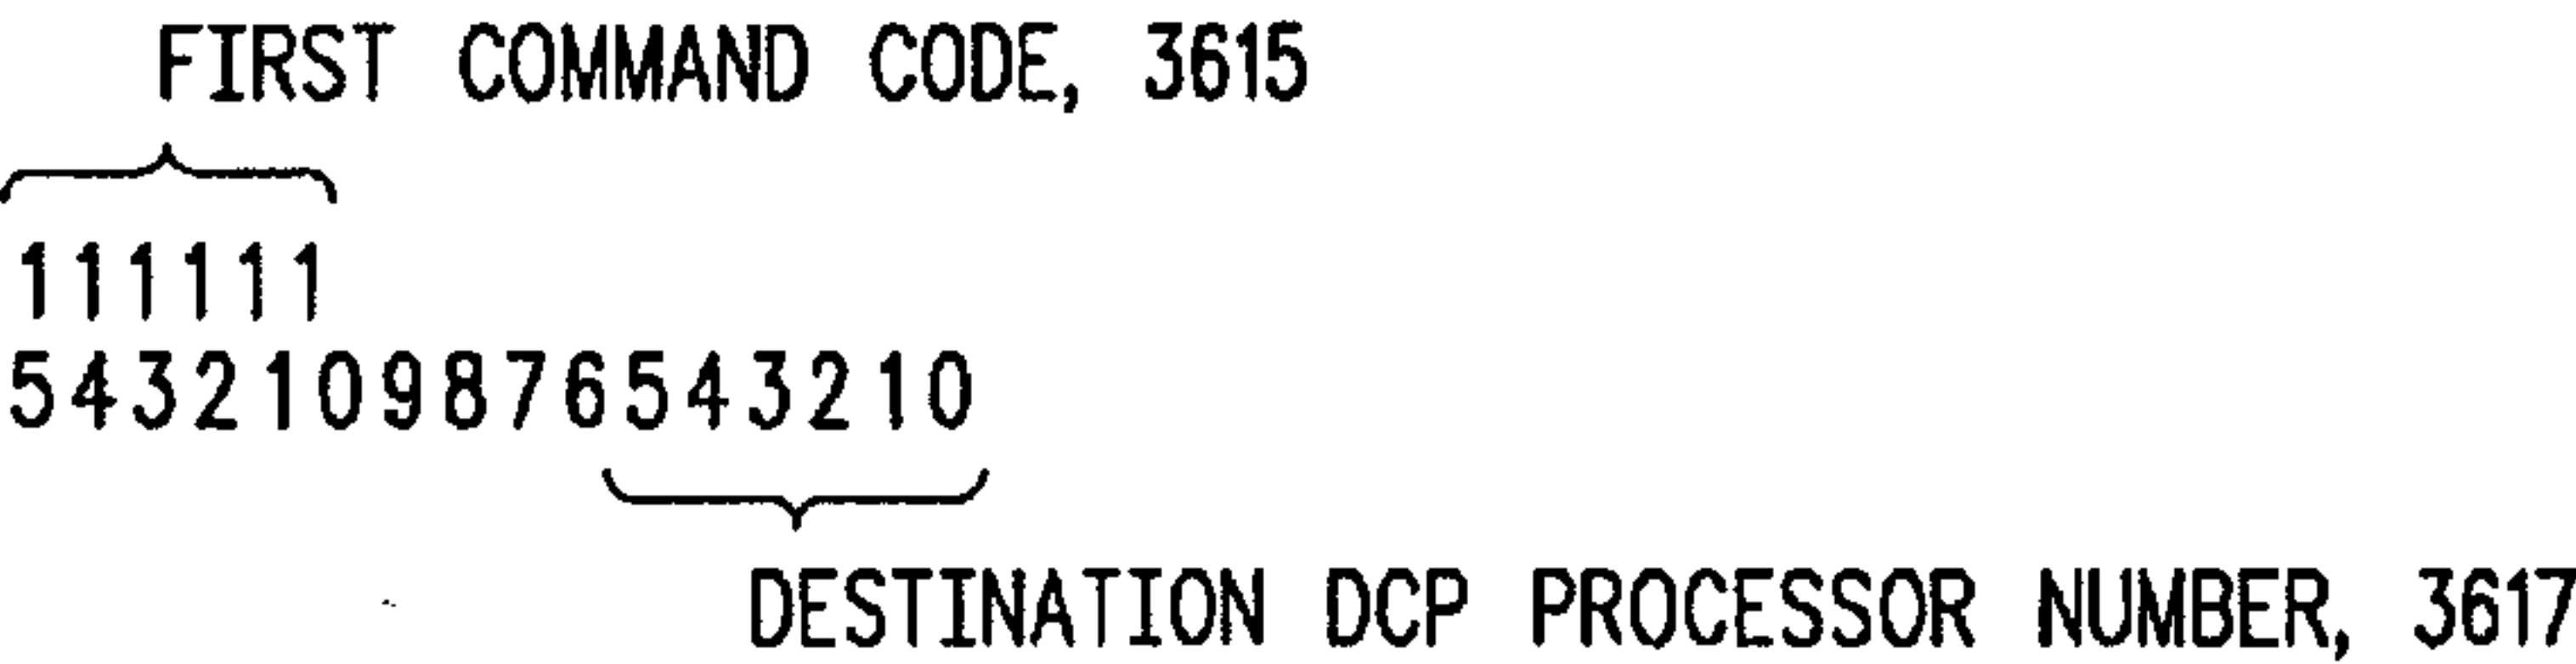 FIRST COMMAND CODE, 3615
111111
5432109876543210
DESTINATION DCP PROCESSOR NUMBER, 3617